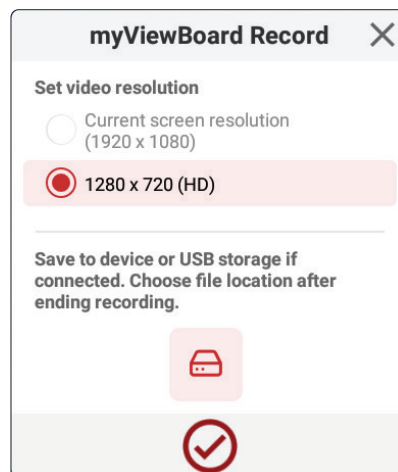 myViewBoard Record
Set video resolution
Current screen resolution
(1920 x 1080)
1280 x 720 (HD)
Save to device or USB storage if
connected. Choose file location after
ending recording.